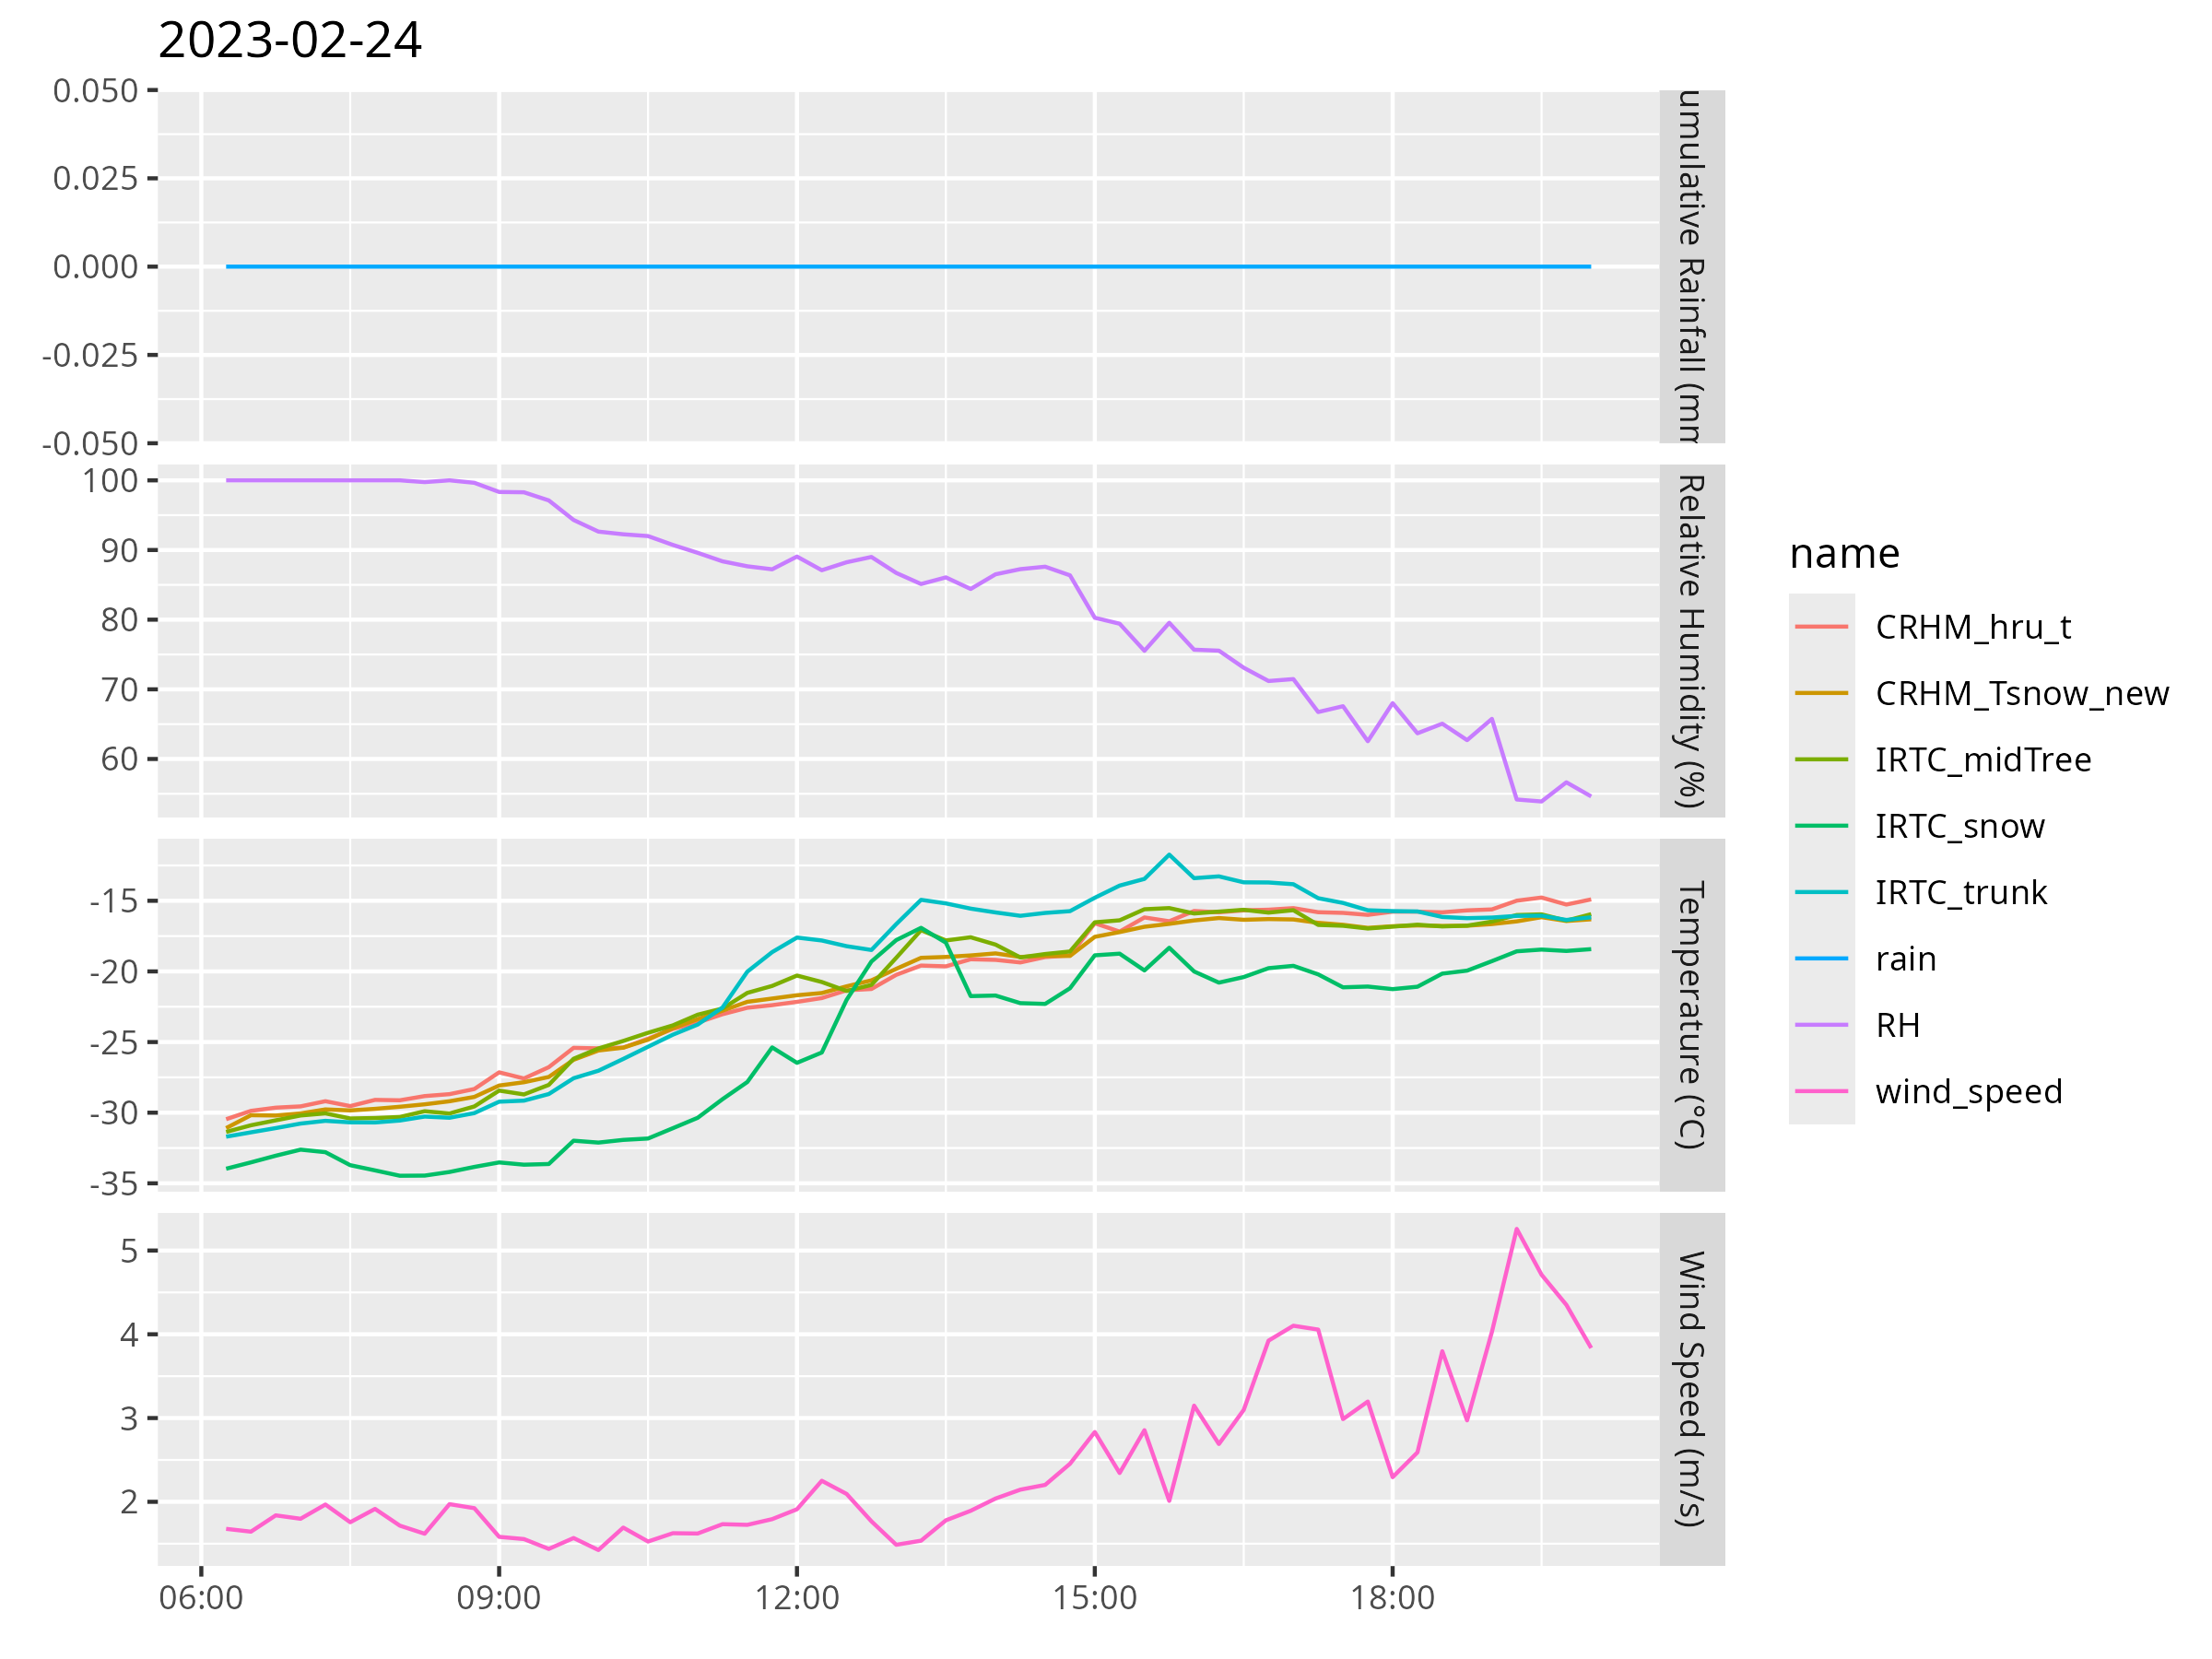 2023-02-24
0.050
0.025
0.000
-0.025
-0.050
umulative Rainfall (mm
100
90
80
70
60
Relative Humidity (%)
-15
-20
-25
-30
-35
Temperature (°C)
5
4
3
2
Wind Speed (m/s)
06:00 09:00 12:00 15:00 18:00
name
CRHM_hru_t
CRHM_Tsnow_new
IRTC_midTree
IRTC_snow
IRTC_trunk
rain
RH
wind_speed